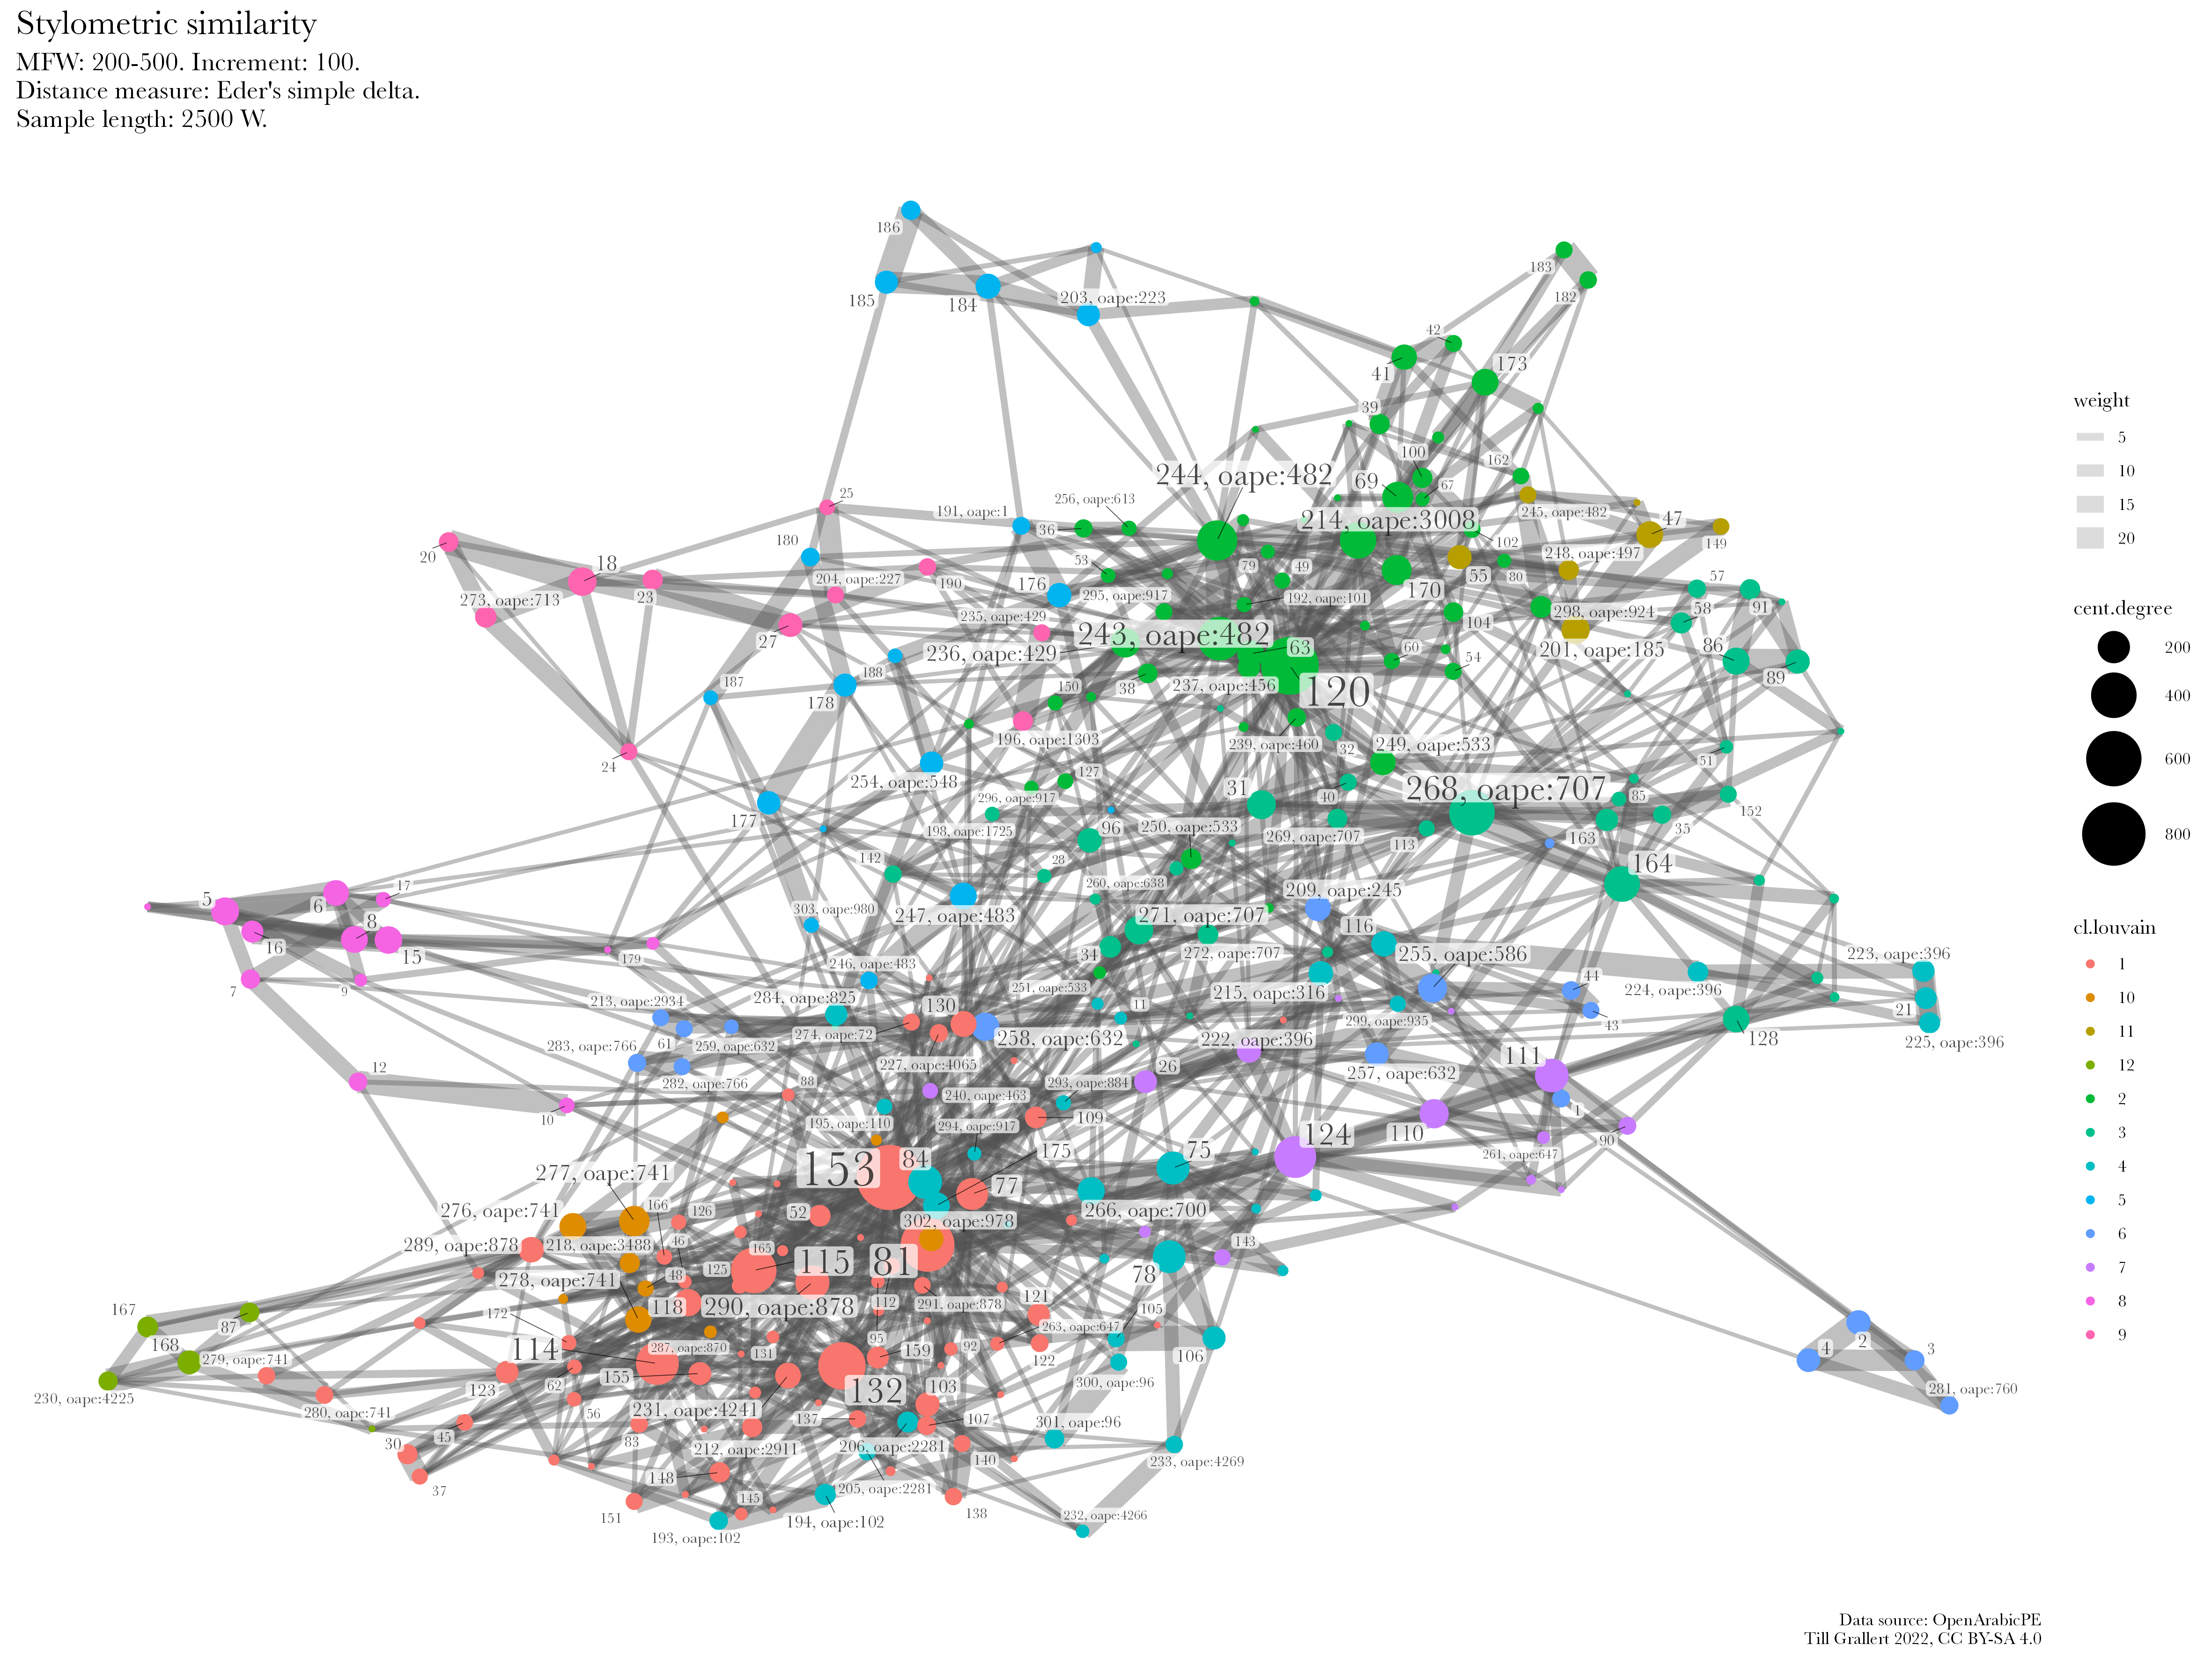 Stylometric similarity
MFW: 200-500. Increment: 100.
Distance measure: Eder's simple delta.
Sample length: 2500 W.
186
185
184
203, oape:223
183
182
42
41
173
39
100
162
244, oape:482
69
67
25
256, oape:613
191, oape:1
36
214, oape:3008
245, oape:482
47
149
20
18
180
53
79
49
102
248, oape:497
23
273, oape:713
204, oape:227
190
176
295, oape:917
192, oape:101
55
80
170
57
58
91
298, oape:924
104
235, oape:429
27
243, oape:482
236, oape:429
63
60
54
201, oape:185
86
89
187
188
178
38
237, oape:456
150
120
196, oape:1303
239, oape:460
32
249, oape:533
24
51
254, oape:548
127
296, oape:917
31
40
268, oape:707
85
152
177
198, oape:1725
96
250, oape:533
269, oape:707
113
163
35
142
28
260, oape:638
164
5
6
17
8
16
15
209, oape:245
303, oape:980
247, oape:483
271, oape:707
116
34
272, oape:707
255, oape:586
179
7
9
246, oape:483
251, oape:533
215, oape:316
223, oape:396
224, oape:396
44
21
213, oape:2934
284, oape:825
130
11
43
299, oape:935
61
259, oape:632
274, oape:72
258, oape:632
222, oape:396
128
225, oape:396
283, oape:766
227, oape:4065
257, oape:632
111
12
282, oape:766
88
26
293, oape:884
240, oape:463
10
195, oape:110
109
294, oape:917
1
110
90
124
261, oape:647
153
84
175
75
277, oape:741
77
276, oape:741
166
126
52
302, oape:978
266, oape:700
289, oape:878
218, oape:3488
46
165
143
125
115
81
48
78
278, oape:741
118
290, oape:878
112
291, oape:878
167
87
172
121
105
168
114
287, oape:870
131
95
159
92
263, oape:647
122
106
4
2
3
279, oape:741
230, oape:4225
123
62
155
132
103
300, oape:96
281, oape:760
280, oape:741
56
231, oape:4241
137
107
301, oape:96
30
45
83
212, oape:2911
206, oape:2281
140
233, oape:4269
37
148
205, oape:2281
151
145
194, oape:102
138
232, oape:4266
193, oape:102
weight
5
10
15
20
cent.degree
200
400
600
800
cl.louvain
1
10
11
12
2
3
4
5
6
7
8
9
Data source: OpenArabicPE
Till Grallert 2022, CC BY-SA 4.0